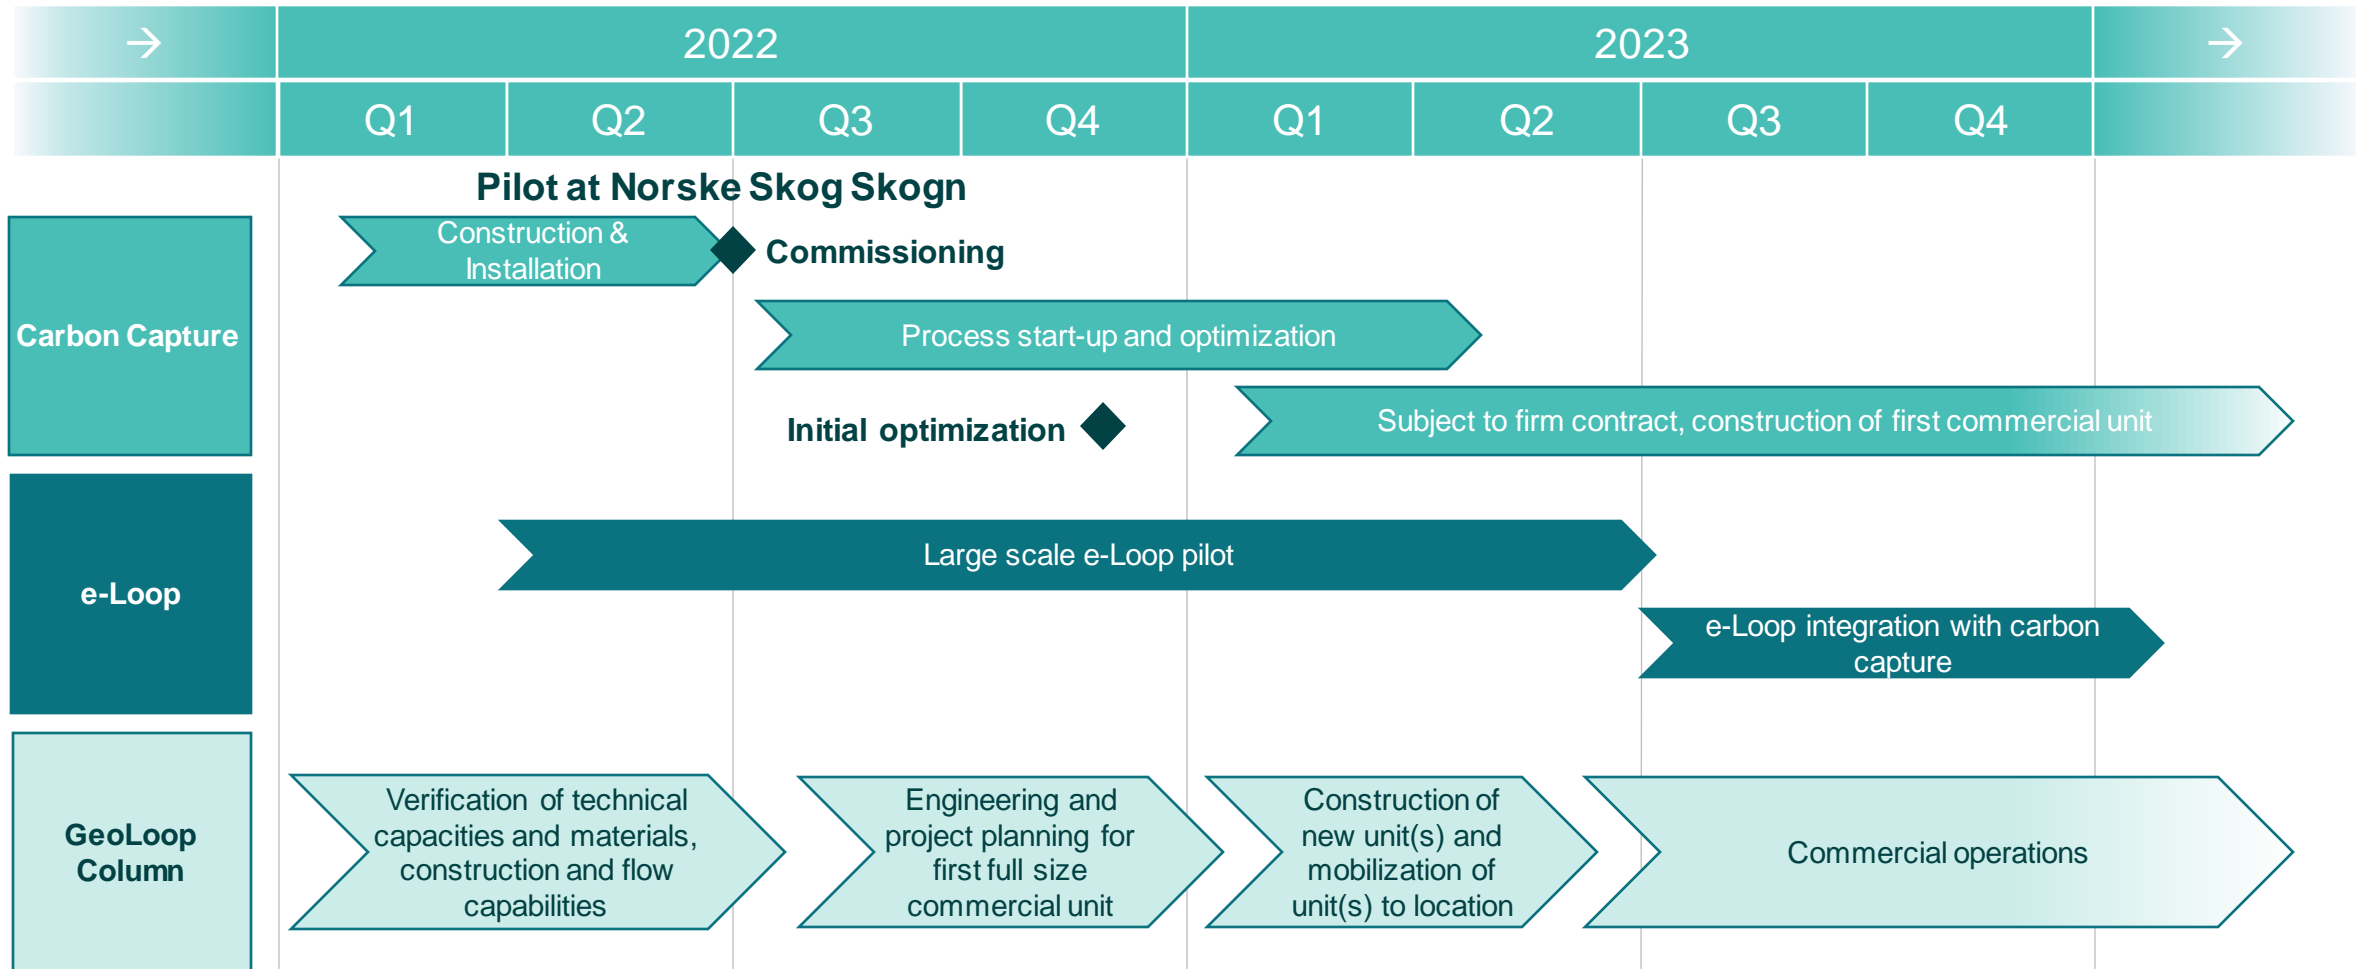 → 2022 2023 →
Q1 Q2 Q3 Q4 Q1 Q2 Q3 Q4
Pilot at Norske Skog Skogn
Carbon Capture
Construction &
Installation
Commissioning
Process start-up and optimization
Initial optimization
Subject to firm contract, construction of first commercial unit
e-Loop
Large scale e-Loop pilot
e-Loop integration with carbon
capture
GeoLoop
Column
Verification of technical
capacities and materials,
construction and flow
capabilities
Engineering and
project planning for
first full size
commercial unit
Construction of
new unit(s) and
mobilization of
unit(s) to location
Commercial operations